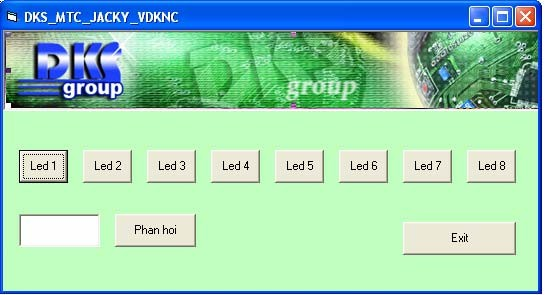 DKS_MTC_JACKY_VDKNC
DKS group
DKS group
Led 1 Led 2 Led 3 Led 4 Led 5 Led 6 Led 7 Led 8
Phan hoi
Exit